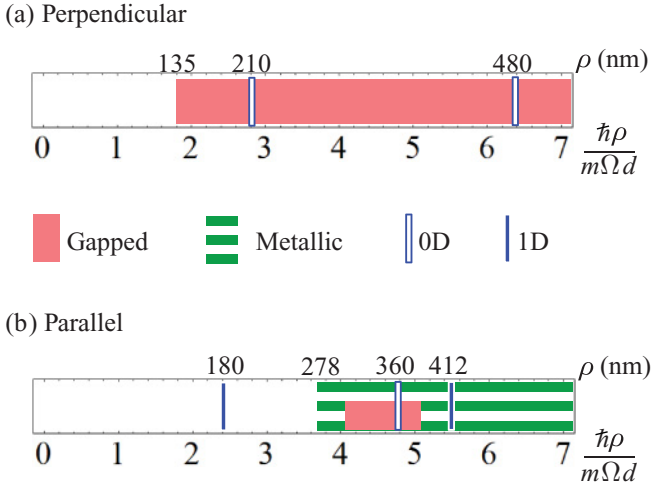 (a) Perpendicular
135 210 480 ρ (nm)
0 1 2 3 4 5 6 7 ħρ/mΩd
Gapped Metallic 0D 1D
(b) Parallel
180 278 360 412 ρ (nm)
0 1 2 3 4 5 6 7 ħρ/mΩd